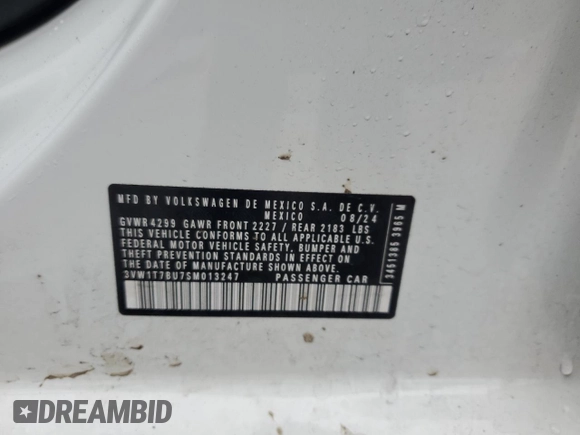 MFD BY VOLKSWAGEN DE MEXICO S.A. DE C.V.
MEXICO 08/24
GVWR 4299 GAWR FRONT 2227 / REAR 2183 LBS
THIS VEHICLE CONFORMS TO ALL APPLICABLE U.S.
FEDERAL MOTOR VEHICLE SAFETY, BUMPER AND
THEFT PREVENTION STANDARDS IN EFFECT ON
THE DATE OF MANUFACTURE SHOWN ABOVE.
3VW1T7BU7SM013247 PASSENGER CAR
3451365 3965 M
DREAMBID